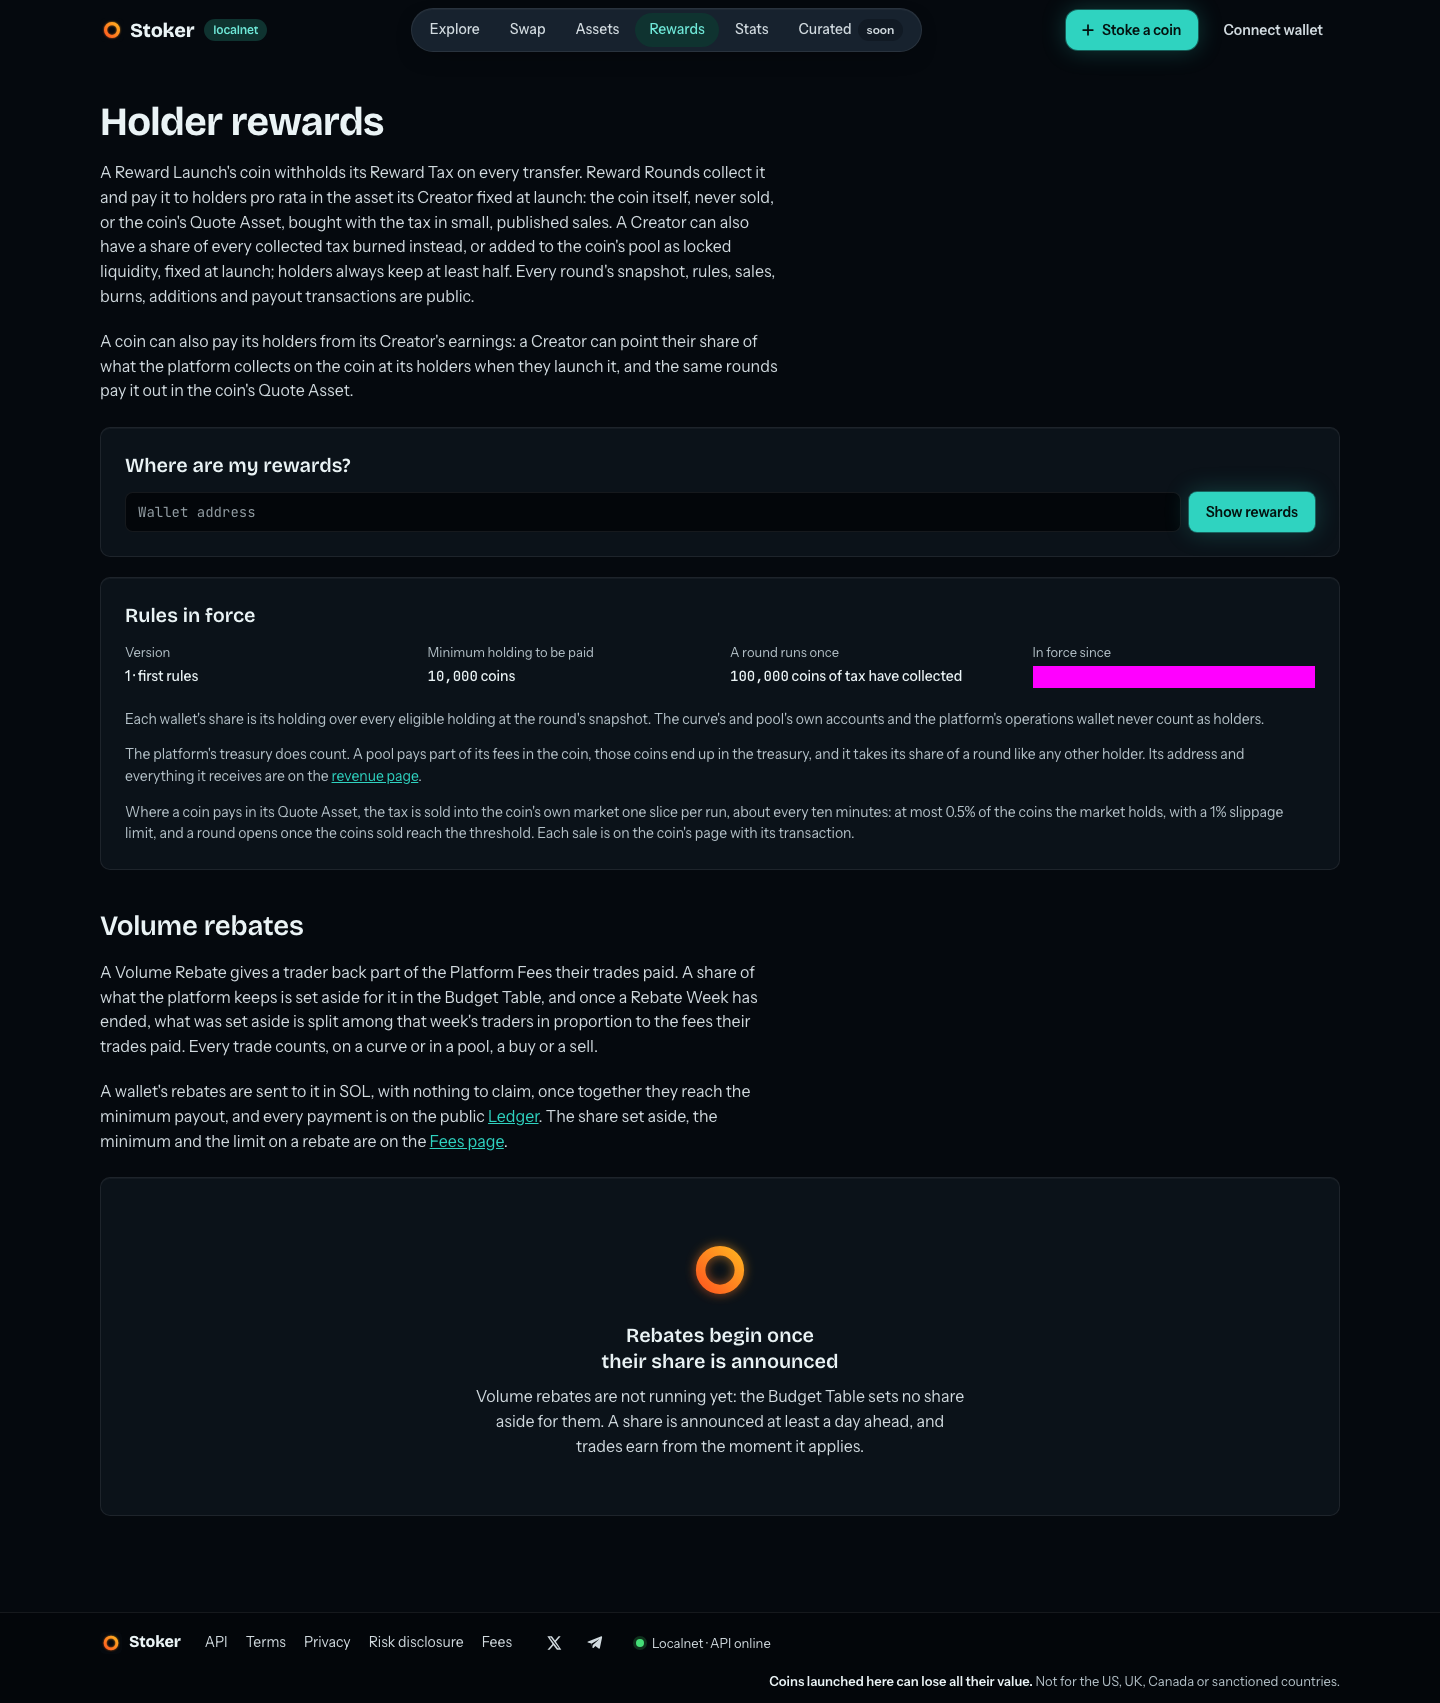 Stoker localnet Explore Swap Assets Rewards Stats Curated soon + Stoke a coin Connect wallet
Holder rewards
A Reward Launch's coin withholds its Reward Tax on every transfer. Reward Rounds collect it
and pay it to holders pro rata in the asset its Creator fixed at launch: the coin itself, never sold,
or the coin's Quote Asset, bought with the tax in small, published sales. A Creator can also
have a share of every collected tax burned instead, or added to the coin's pool as locked
liquidity, fixed at launch; holders always keep at least half. Every round's snapshot, rules, sales,
burns, additions and payout transactions are public.
A coin can also pay its holders from its Creator's earnings: a Creator can point their share of
what the platform collects on the coin at its holders when they launch it, and the same rounds
pay it out in the coin's Quote Asset.
Where are my rewards?
Wallet address Show rewards
Rules in force
Version Minimum holding to be paid A round runs once In force since
1 · first rules 10,000 coins 100,000 coins of tax have collected
Each wallet's share is its holding over every eligible holding at the round's snapshot. The curve's and pool's own accounts and the platform's operations wallet never count as holders.
The platform's treasury does count. A pool pays part of its fees in the coin, those coins end up in the treasury, and it takes its share of a round like any other holder. Its address and
everything it receives are on the revenue page.
Where a coin pays in its Quote Asset, the tax is sold into the coin's own market one slice per run, about every ten minutes: at most 0.5% of the coins the market holds, with a 1% slippage
limit, and a round opens once the coins sold reach the threshold. Each sale is on the coin's page with its transaction.
Volume rebates
A Volume Rebate gives a trader back part of the Platform Fees their trades paid. A share of
what the platform keeps is set aside for it in the Budget Table, and once a Rebate Week has
ended, what was set aside is split among that week's traders in proportion to the fees their
trades paid. Every trade counts, on a curve or in a pool, a buy or a sell.
A wallet's rebates are sent to it in SOL, with nothing to claim, once together they reach the
minimum payout, and every payment is on the public Ledger. The share set aside, the
minimum and the limit on a rebate are on the Fees page.
Rebates begin once
their share is announced
Volume rebates are not running yet: the Budget Table sets no share
aside for them. A share is announced at least a day ahead, and
trades earn from the moment it applies.
Stoker API Terms Privacy Risk disclosure Fees Localnet · API online
Coins launched here can lose all their value. Not for the US, UK, Canada or sanctioned countries.